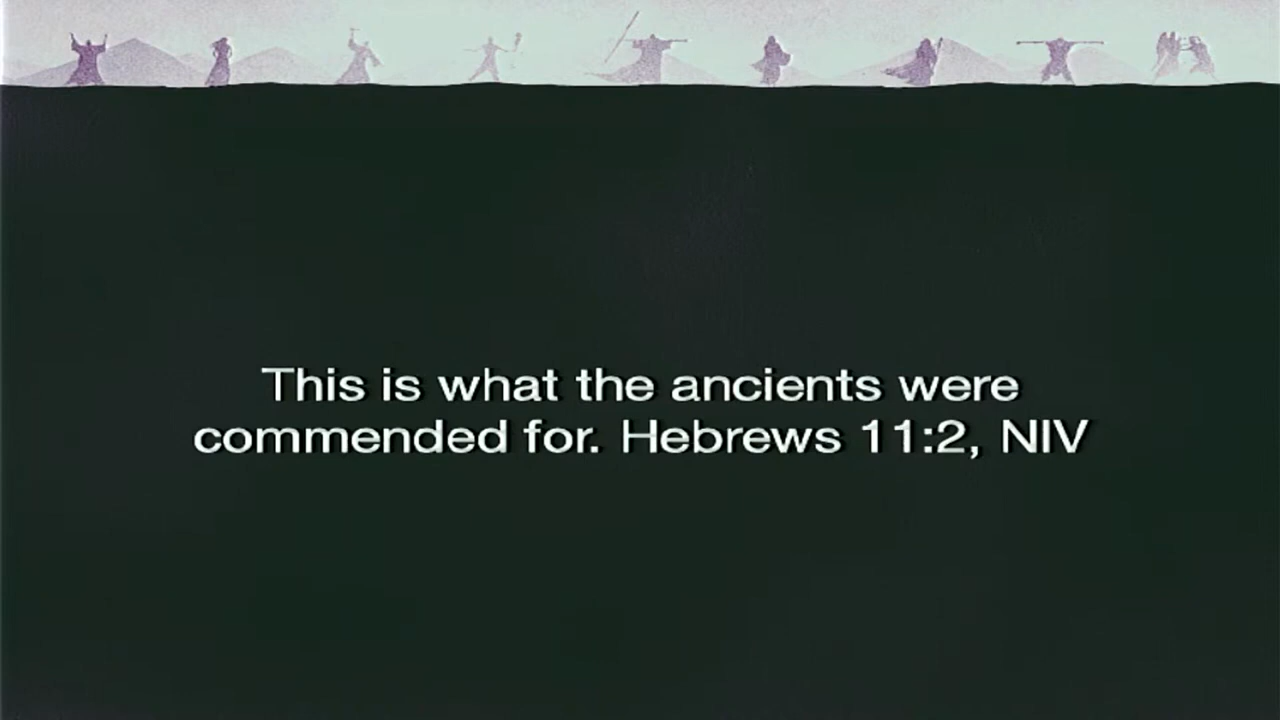 This is what the ancients were
commended for. Hebrews 11:2, NIV